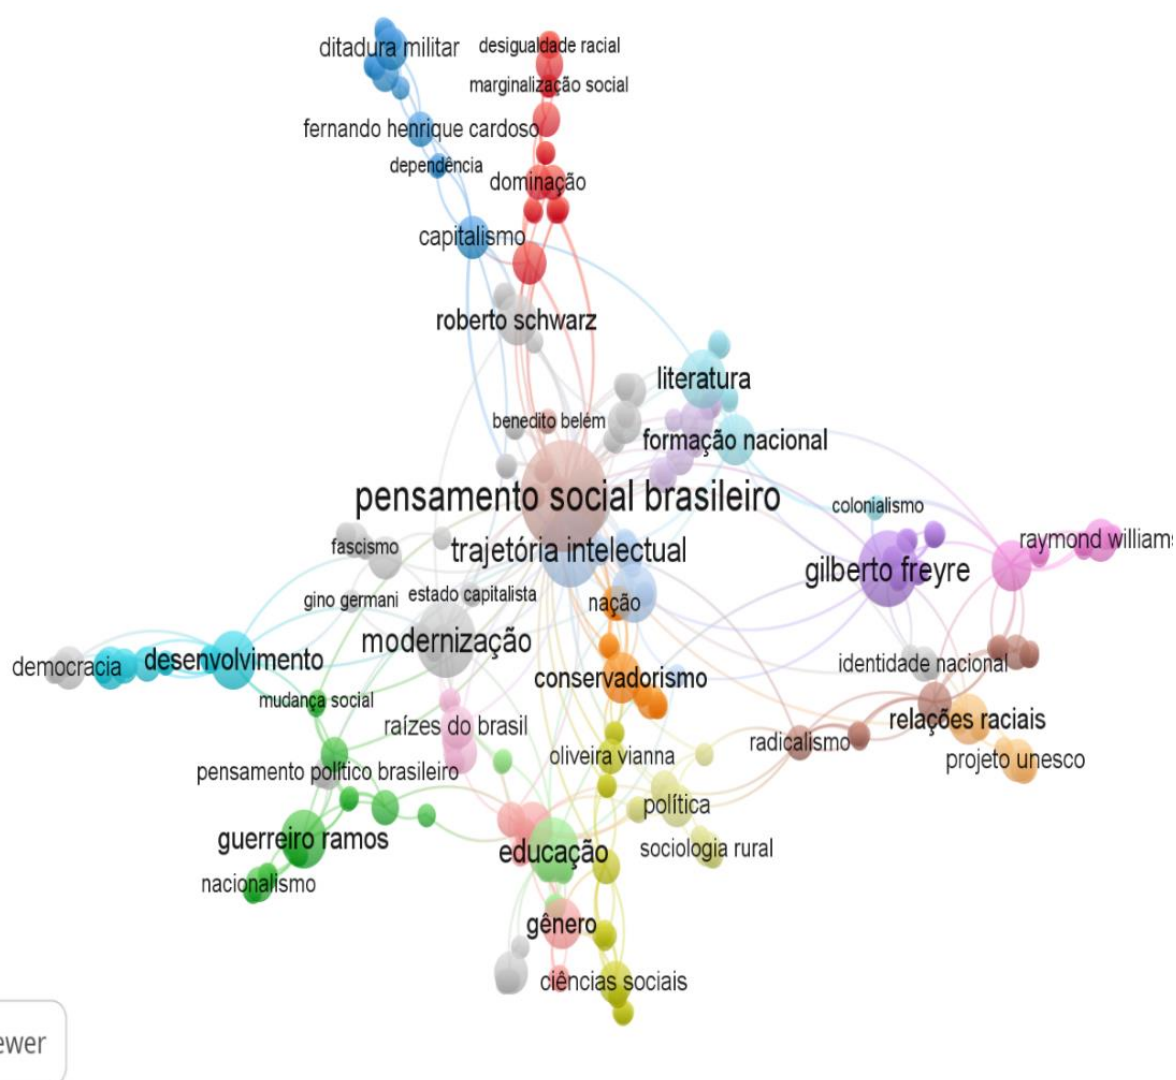 ditadura militar
desigualdade racial
marginalização social
fernando henrique cardoso
dependência
dominação
capitalismo
roberto schwarz
literatura
benedito belém
formação nacional
pensamento social brasileiro
colonialismo
raymond williams
fascismo
trajetória intelectual
gilberto freyre
gino germani
estado capitalista
nação
modernização
democracia
desenvolvimento
identidade nacional
conservadorismo
mudança social
raízes do brasil
relações raciais
radicalismo
oliveira vianna
projeto unesco
pensamento político brasileiro
política
guerreiro ramos
educação
sociologia rural
nacionalismo
gênero
ciências sociais
ewer